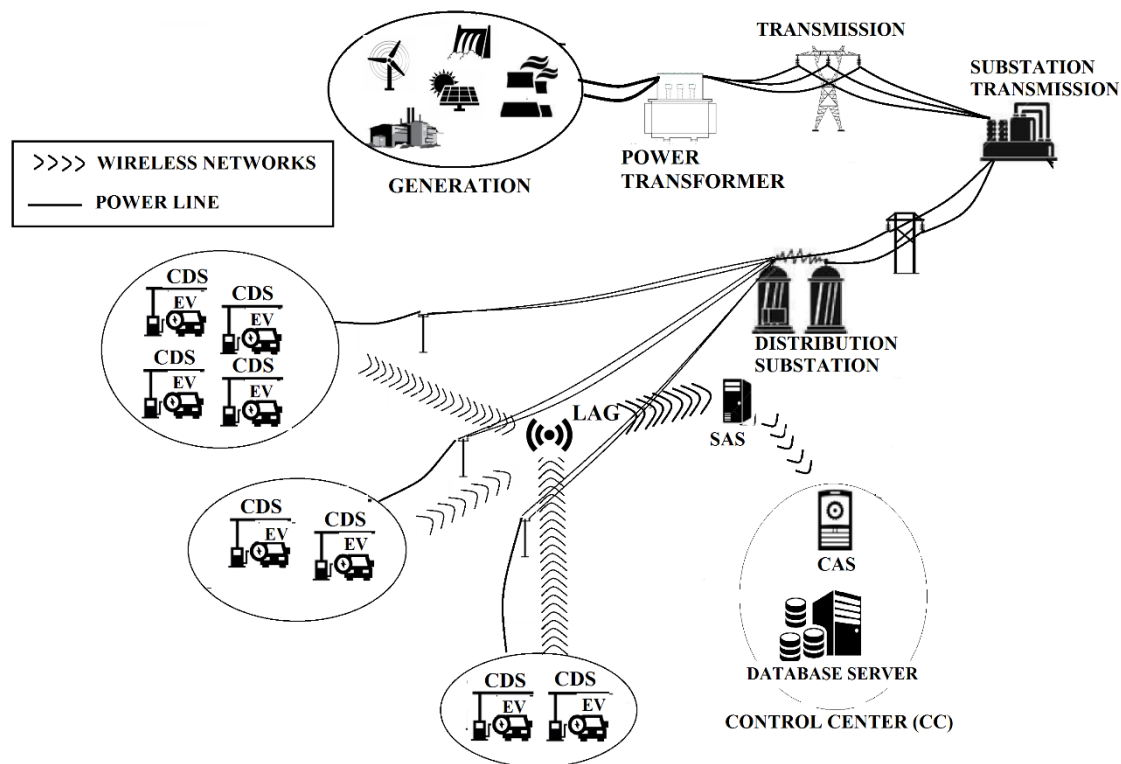 TRANSMISSION
SUBSTATION
TRANSMISSION
POWER
TRANSFORMER
GENERATION
WIRELESS NETWORKS
POWER LINE
CDS
EV
CDS
EV
CDS
EV
CDS
EV
DISTRIBUTION
SUBSTATION
LAG
SAS
CDS
EV
CDS
EV
CAS
DATABASE SERVER
CONTROL CENTER (CC)
CDS
EV
CDS
EV